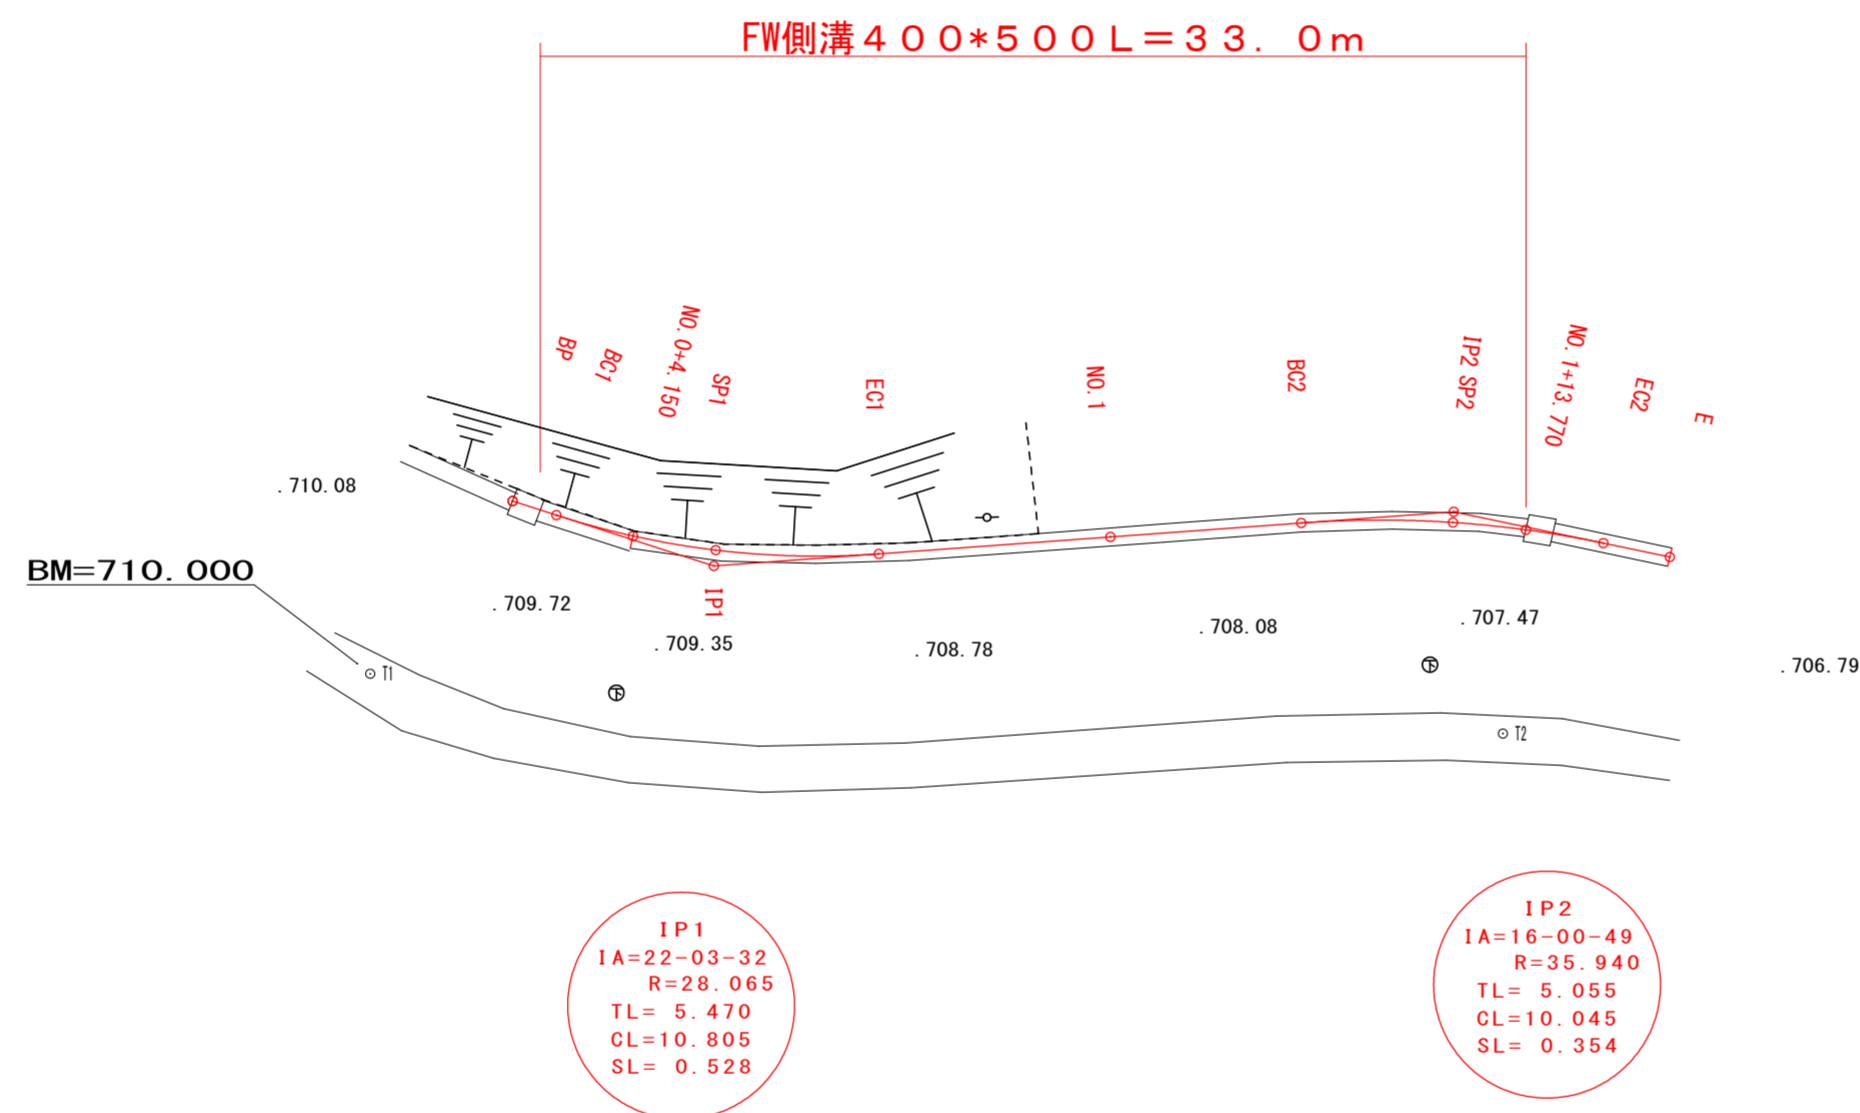 FW側溝400*500L=33.0m
BP
BC1
NO.0+4.150
SP1
EC1
NO.1
BC2
IP2 SP2
NO.1+13.770
EC2
E
.710.08
BM=710.000
T1
.709.72
IP1
.709.35
.708.78
.708.08
.707.47
.706.79
下
下
T2
IP1
IA=22-03-32
R=28.065
TL= 5.470
CL=10.805
SL= 0.528
IP2
IA=16-00-49
R=35.940
TL= 5.055
CL=10.045
SL= 0.354